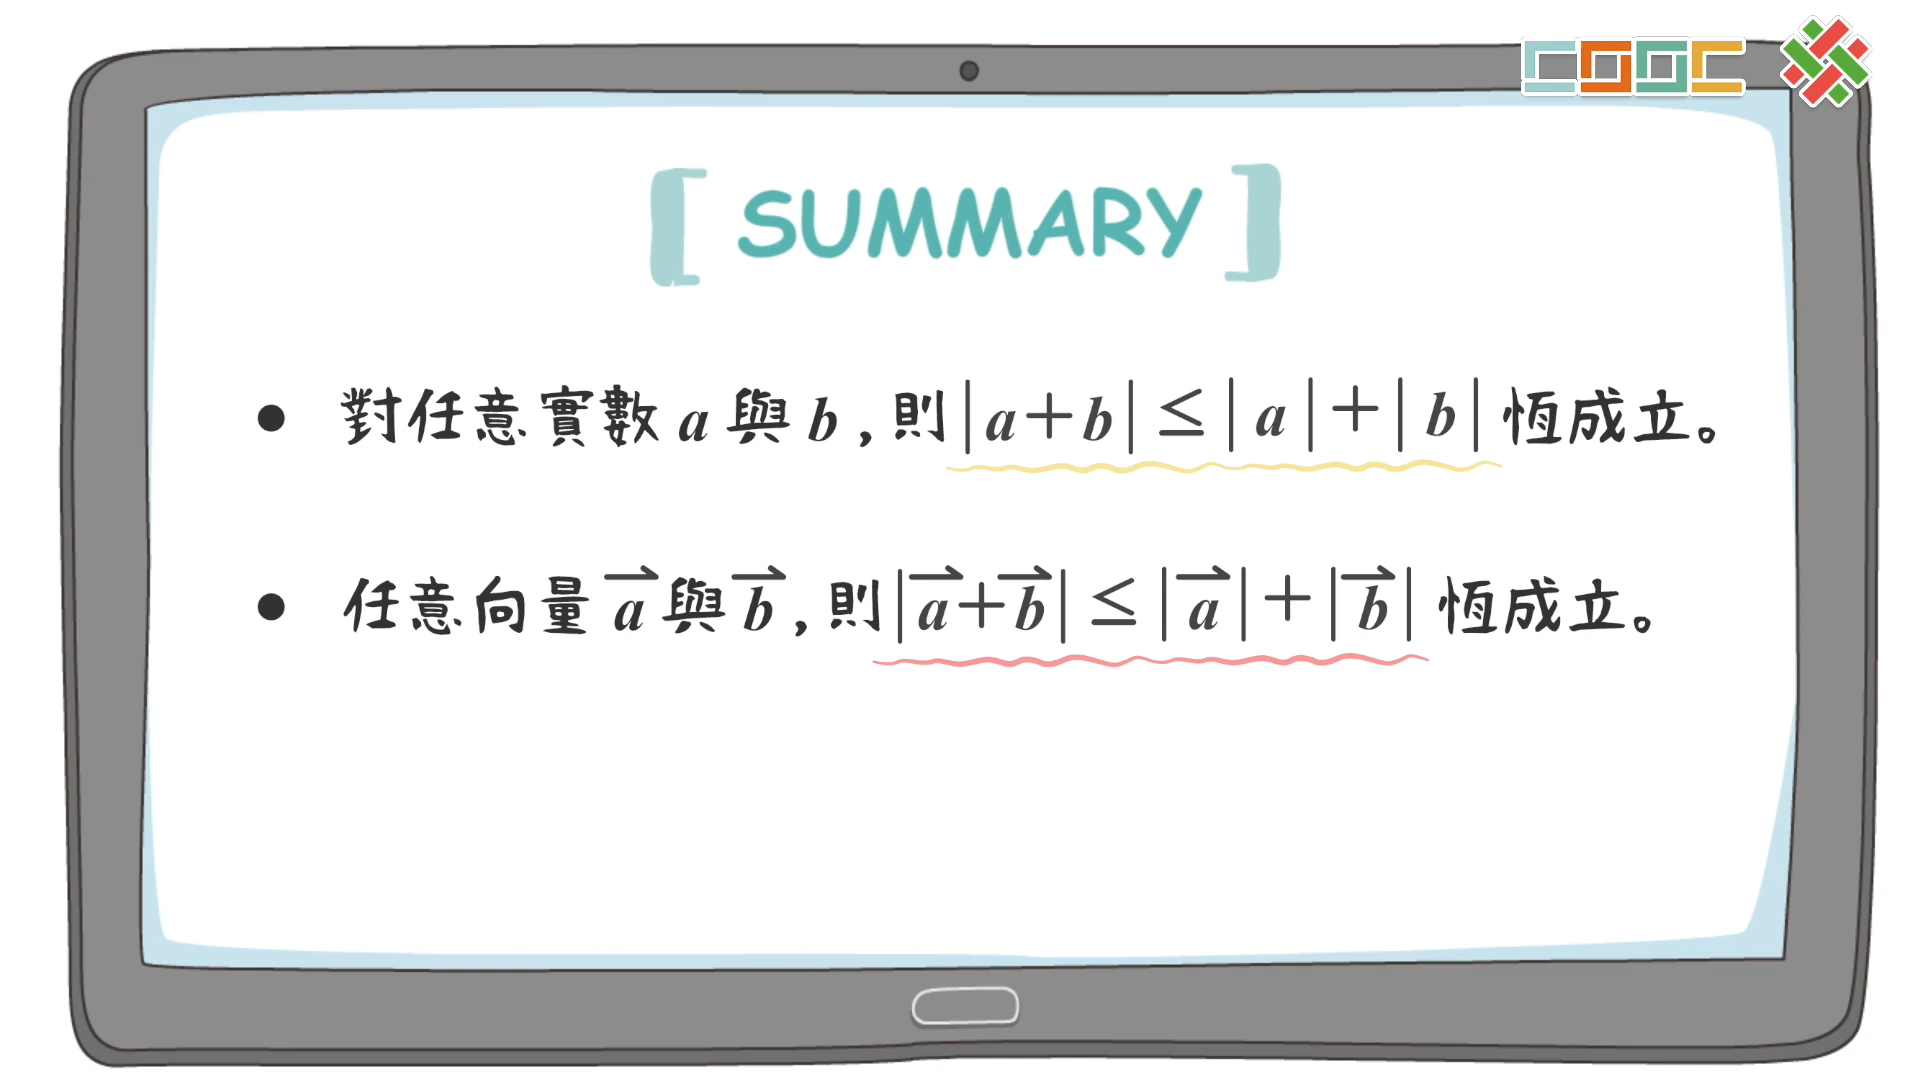 COOC
SUMMARY
● 對任意實數 a 與 b , 則 |a+b| ≤ |a|+|b| 恆成立。
● 任意向量 a⃗ 與 b⃗ , 則 |a⃗+b⃗| ≤ |a⃗|+|b⃗| 恆成立。